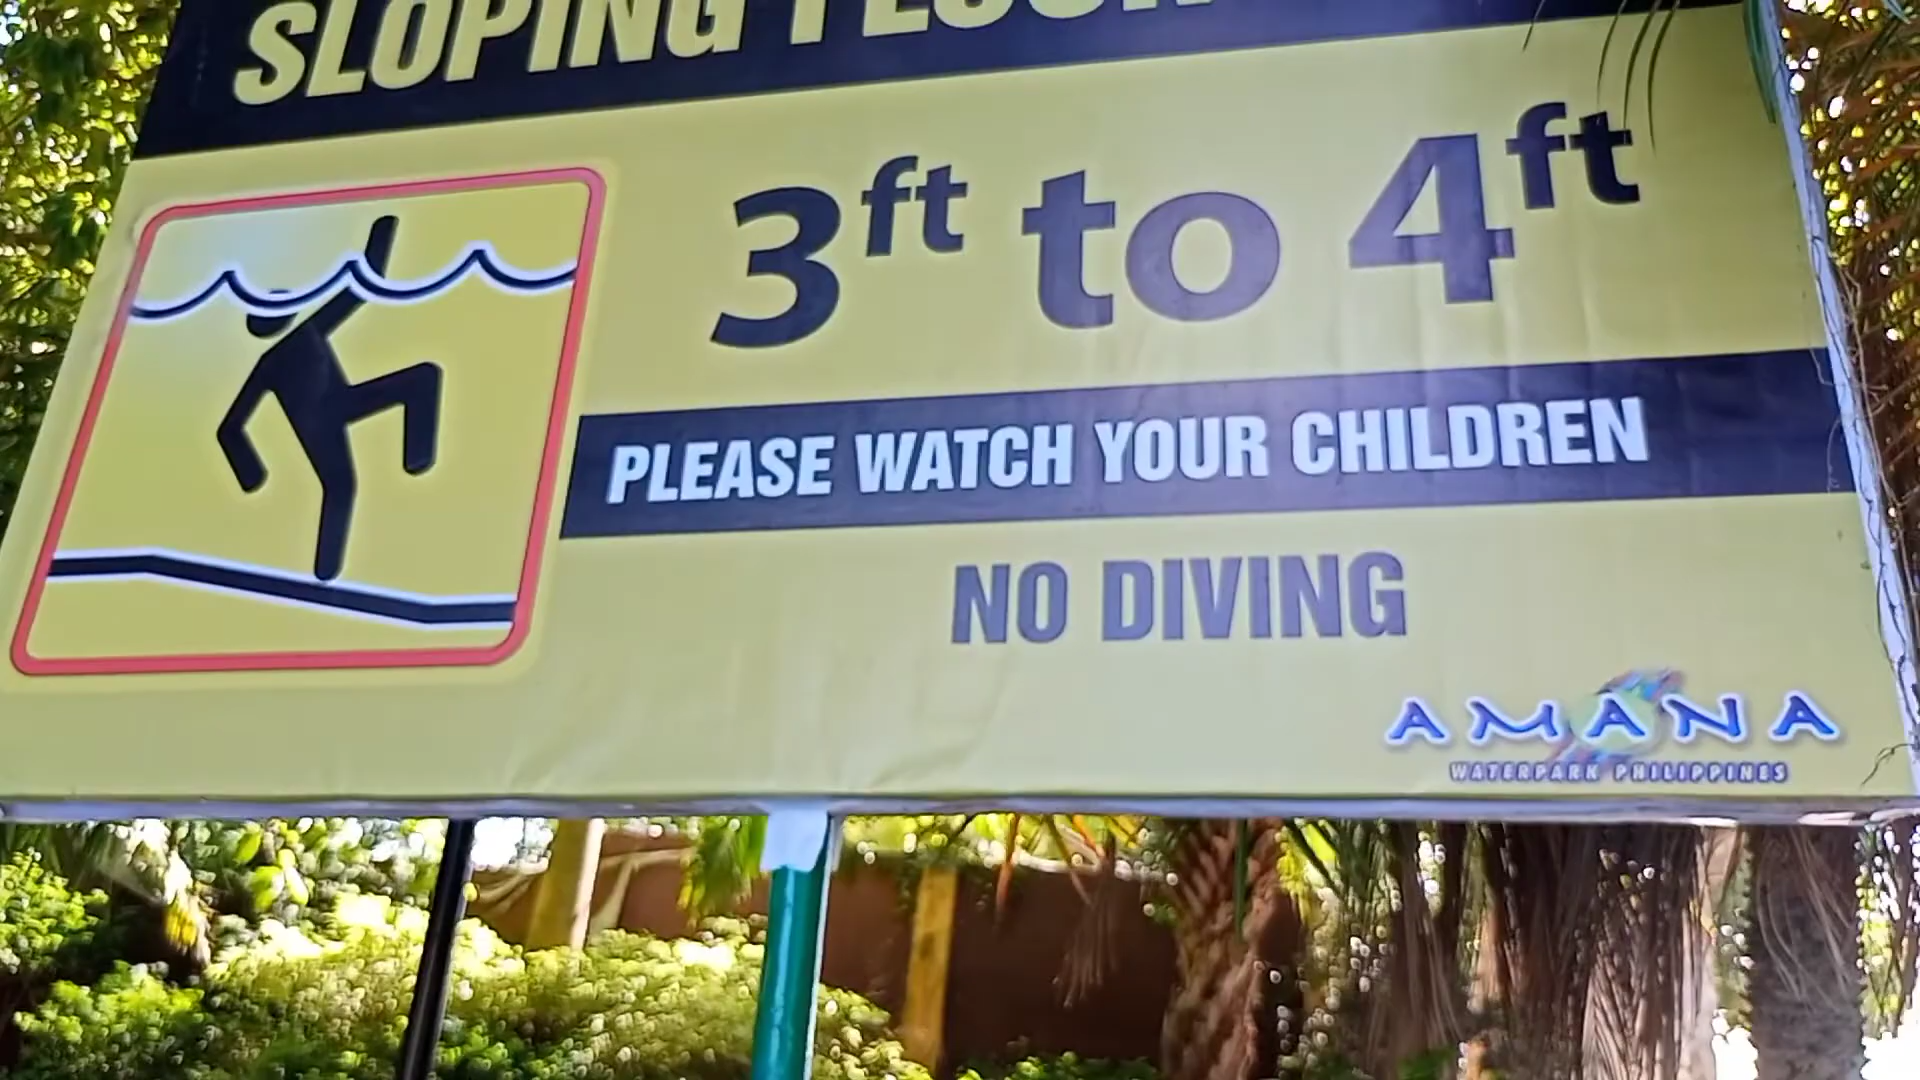 SLOPING FLOOR
3ft to 4ft
PLEASE WATCH YOUR CHILDREN
NO DIVING
AMANA
WATERPARK PHILIPPINES